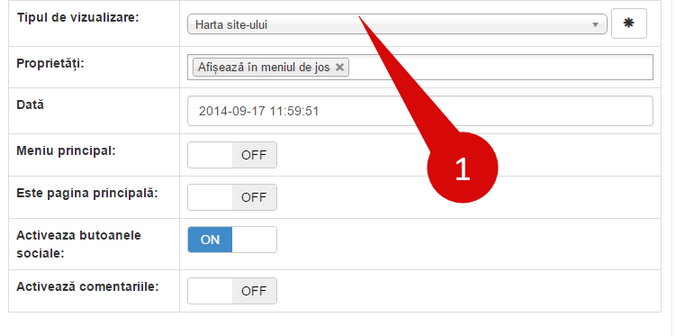 Tipul de vizualizare:
Harta site-ului
Proprietăți:
Afișează în meniul de jos
Dată
2014-09-17 11:59:51
Meniu principal:
OFF
Este pagina principală:
OFF
Activeaza butoanele
sociale:
ON
Activează comentariile:
OFF
1